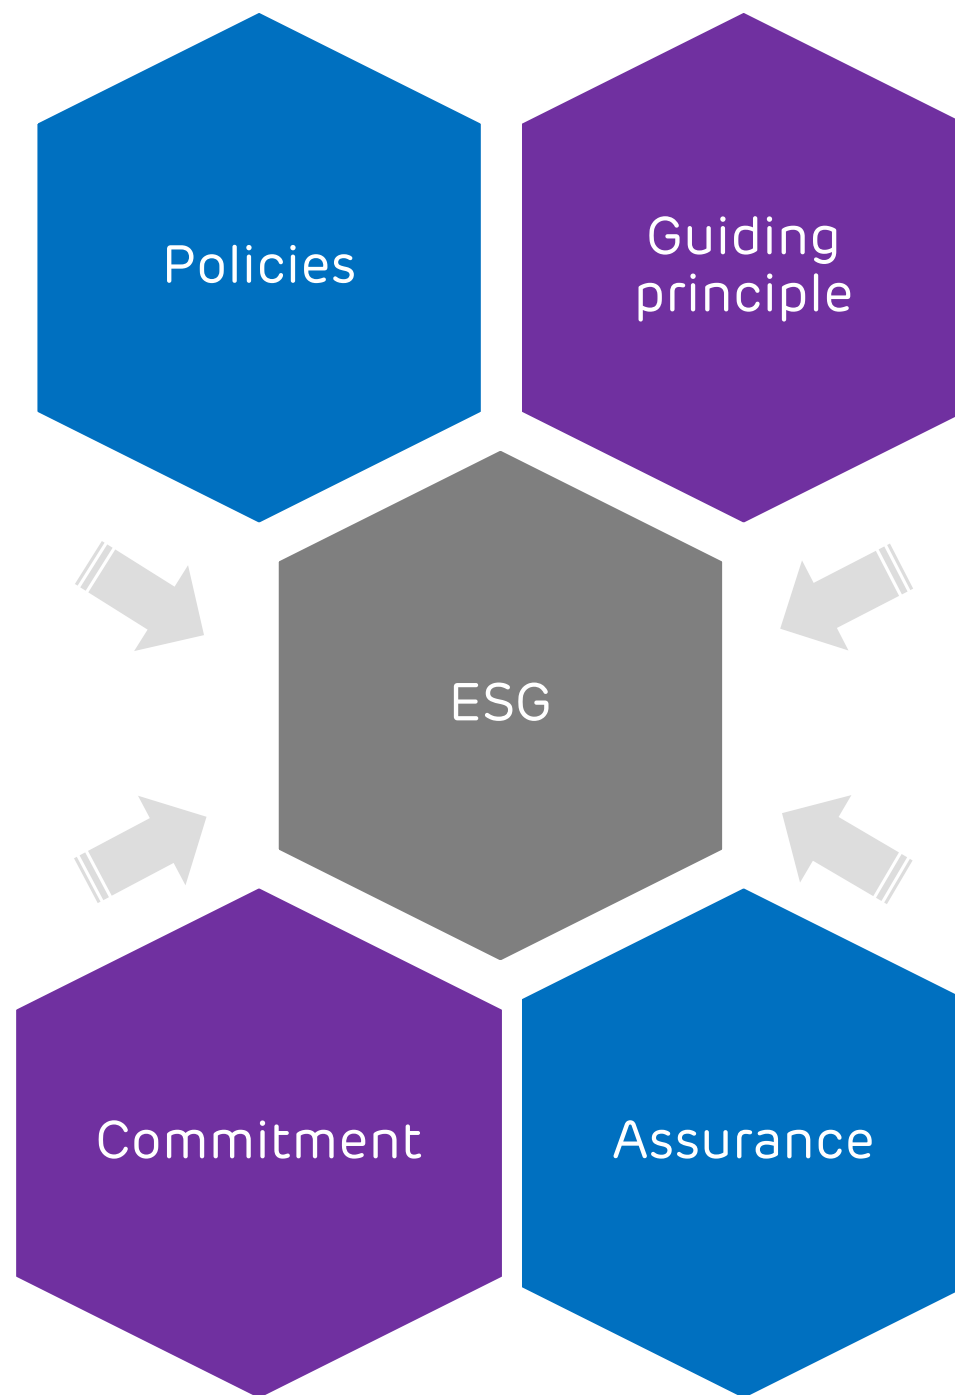 Policies
Guiding
principle
ESG
Commitment
Assurance